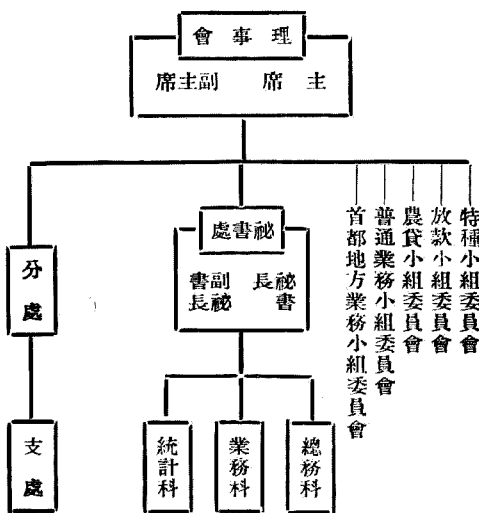 理事會
主席 副主席
特種小組委員會
放款小組委員會
農貸小組委員會
普通業務小組委員會
首都地方業務小組委員會
祕書處
祕書長
副祕書長
分處
總務科
業務科
統計科
支處